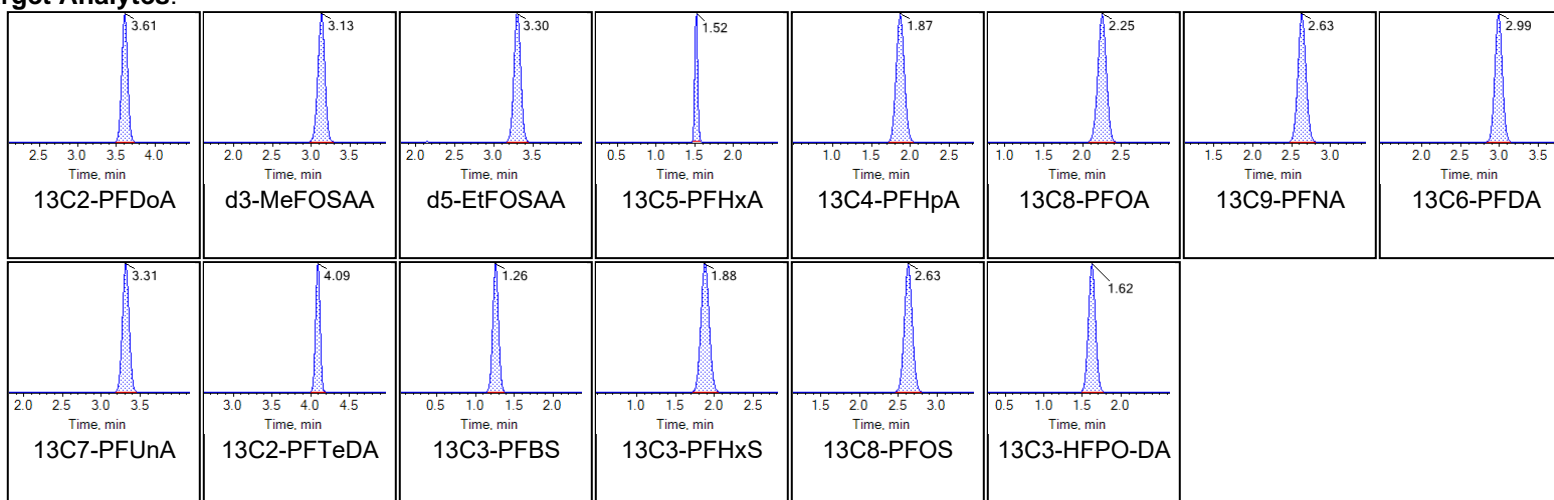 rget Analytes:
3.61 3.13 3.30 1.52 1.87 2.25 2.63 2.99
2.5 3.0 3.5 4.0 2.0 2.5 3.0 3.5 2.0 2.5 3.0 3.5 0.5 1.0 1.5 2.0 1.0 1.5 2.0 2.5 1.0 1.5 2.0 2.5 1.5 2.0 2.5 3.0 2.0 2.5 3.0 3.5
Time, min Time, min Time, min Time, min Time, min Time, min Time, min Time, min
13C2-PFDoA d3-MeFOSAA d5-EtFOSAA 13C5-PFHxA 13C4-PFHpA 13C8-PFOA 13C9-PFNA 13C6-PFDA
3.31 4.09 1.26 1.88 2.63 1.62
2.0 2.5 3.0 3.5 3.0 3.5 4.0 4.5 0.5 1.0 1.5 2.0 1.0 1.5 2.0 2.5 1.5 2.0 2.5 3.0 0.5 1.0 1.5 2.0
Time, min Time, min Time, min Time, min Time, min Time, min
13C7-PFUnA 13C2-PFTeDA 13C3-PFBS 13C3-PFHxS 13C8-PFOS 13C3-HFPO-DA